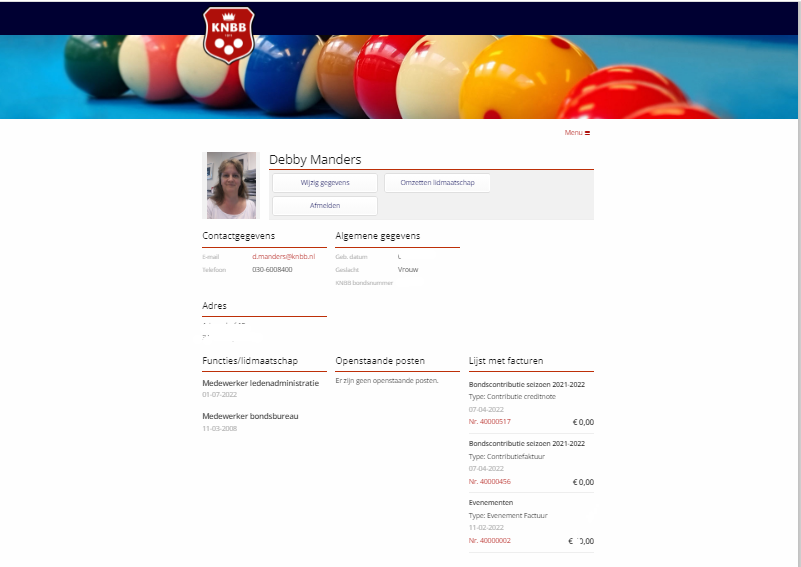 KNBB
Menu
Debby Manders
Wijzig gegevens
Omzetten lidmaatschap
Afmelden
Contactgegevens
E-mail d.manders@knbb.nl
Telefoon 030-6008400
Algemene gegevens
Geb. datum
Geslacht Vrouw
KNBB bondsnummer
Adres
Functies/lidmaatschap
Medewerker ledenadministratie
01-07-2022
Medewerker bondsbureau
11-03-2008
Openstaande posten
Er zijn geen openstaande posten.
Lijst met facturen
Bondscontributie seizoen 2021-2022
Type: Contributie creditnote
07-04-2022
Nr. 40000517 € 0,00
Bondscontributie seizoen 2021-2022
Type: Contributiefaktuur
07-04-2022
Nr. 40000456 € 0,00
Evenementen
Type: Evenement Factuur
11-02-2022
Nr. 40000002 € 0,00